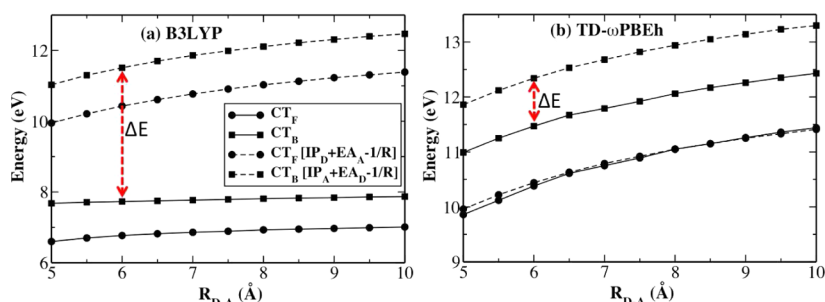 (a) B3LYP
Energy (eV)
12
10
8
6
ΔE
CT_F
CT_B
CT_F [IP_D+EA_A-1/R]
CT_B [IP_A+EA_D-1/R]
5 6 7 8 9 10
R_D-A (Å)
(b) TD-ωPBEh
Energy (eV)
13
12
11
10
9
ΔE
5 6 7 8 9 10
R_D-A (Å)